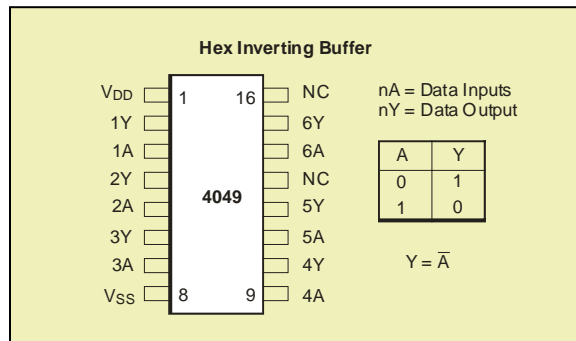 Hex Inverting Buffer
VDD 1 16 NC
1Y 6Y
1A 6A
2Y NC
2A 4049 5Y
3Y 5A
3A 4Y
VSS 8 9 4A
nA = Data Inputs
nY = Data Output
A Y
0 1
1 0
Y = A̅